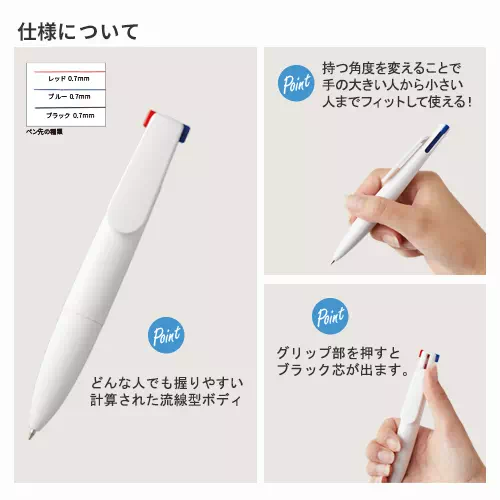 仕様について
レッド 0.7mm
ブルー 0.7mm
ブラック 0.7mm
ペン先の種類
Point
どんな人でも握りやすい
計算された流線型ボディ
Point
持つ角度を変えることで
手の大きい人から小さい
人までフィットして使える！
Point
グリップ部を押すと
ブラック芯が出ます。